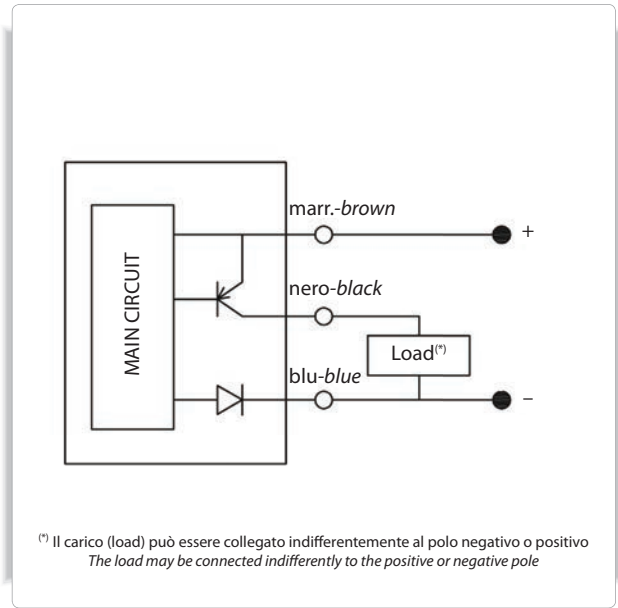 marr.-brown
+
nero-black
MAIN CIRCUIT
Load(*)
blu-blue
–
(*) Il carico (load) può essere collegato indifferentemente al polo negativo o positivo
The load may be connected indifferently to the positive or negative pole